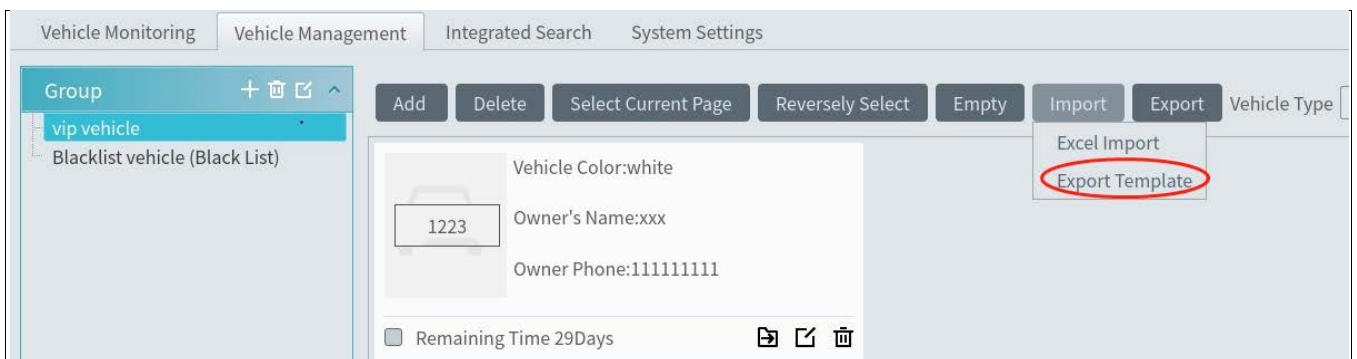 Vehicle Monitoring Vehicle Management Integrated Search System Settings
Group
vip vehicle
Blacklist vehicle (Black List)
Add Delete Select Current Page Reversely Select Empty Import Export Vehicle Type
Excel Import
Export Template
1223
Vehicle Color:white
Owner's Name:xxx
Owner Phone:111111111
Remaining Time 29Days